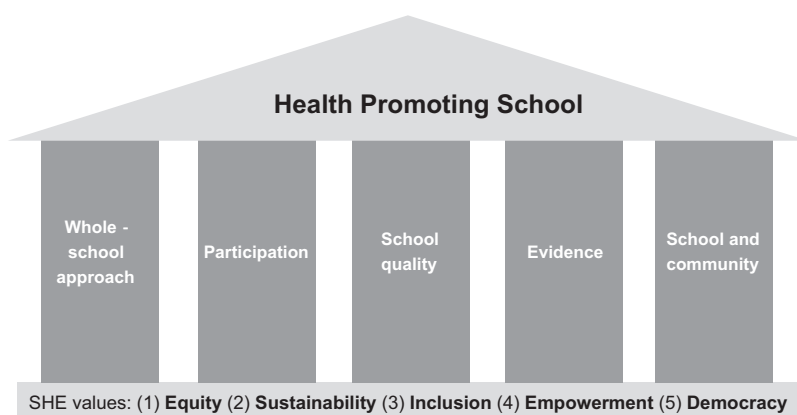 Health Promoting School
Whole -
school
approach
Participation
School
quality
Evidence
School and
community
SHE values: (1) Equity (2) Sustainability (3) Inclusion (4) Empowerment (5) Democracy